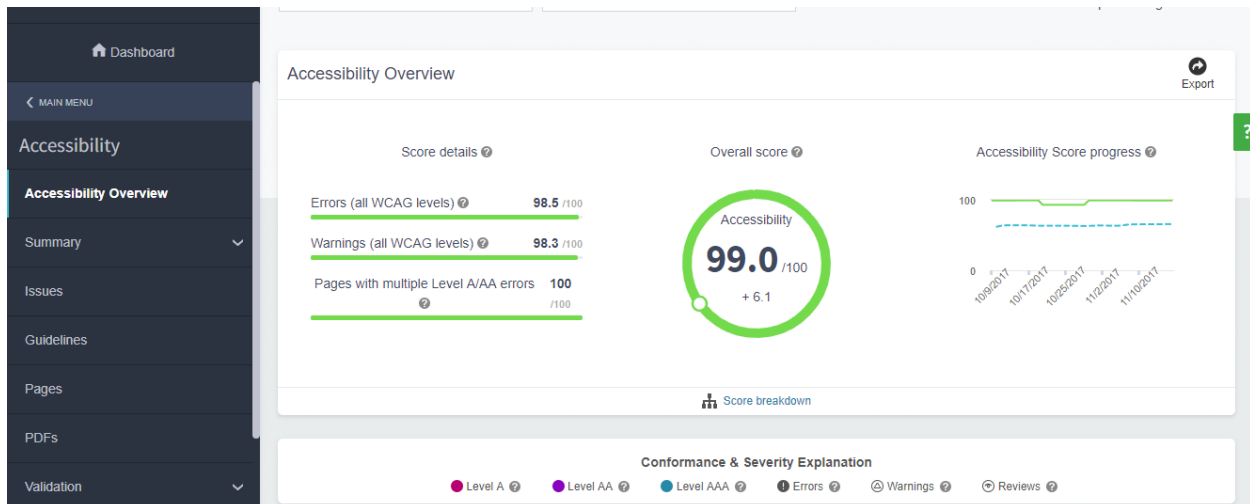 Dashboard
MAIN MENU
Accessibility
Accessibility Overview
Summary
Issues
Guidelines
Pages
PDFs
Validation
Accessibility Overview
Export
?
Score details ?
Errors (all WCAG levels) ? 98.5 /100
Warnings (all WCAG levels) ? 98.3 /100
Pages with multiple Level A/AA errors 100
? /100
Overall score ?
Accessibility
99.0 /100
+ 6.1
Accessibility Score progress ?
100
0
10/9/2017 10/17/2017 10/25/2017 11/2/2017 11/10/2017
Score breakdown
Conformance & Severity Explanation
Level A ? Level AA ? Level AAA ? Errors ? Warnings ? Reviews ?